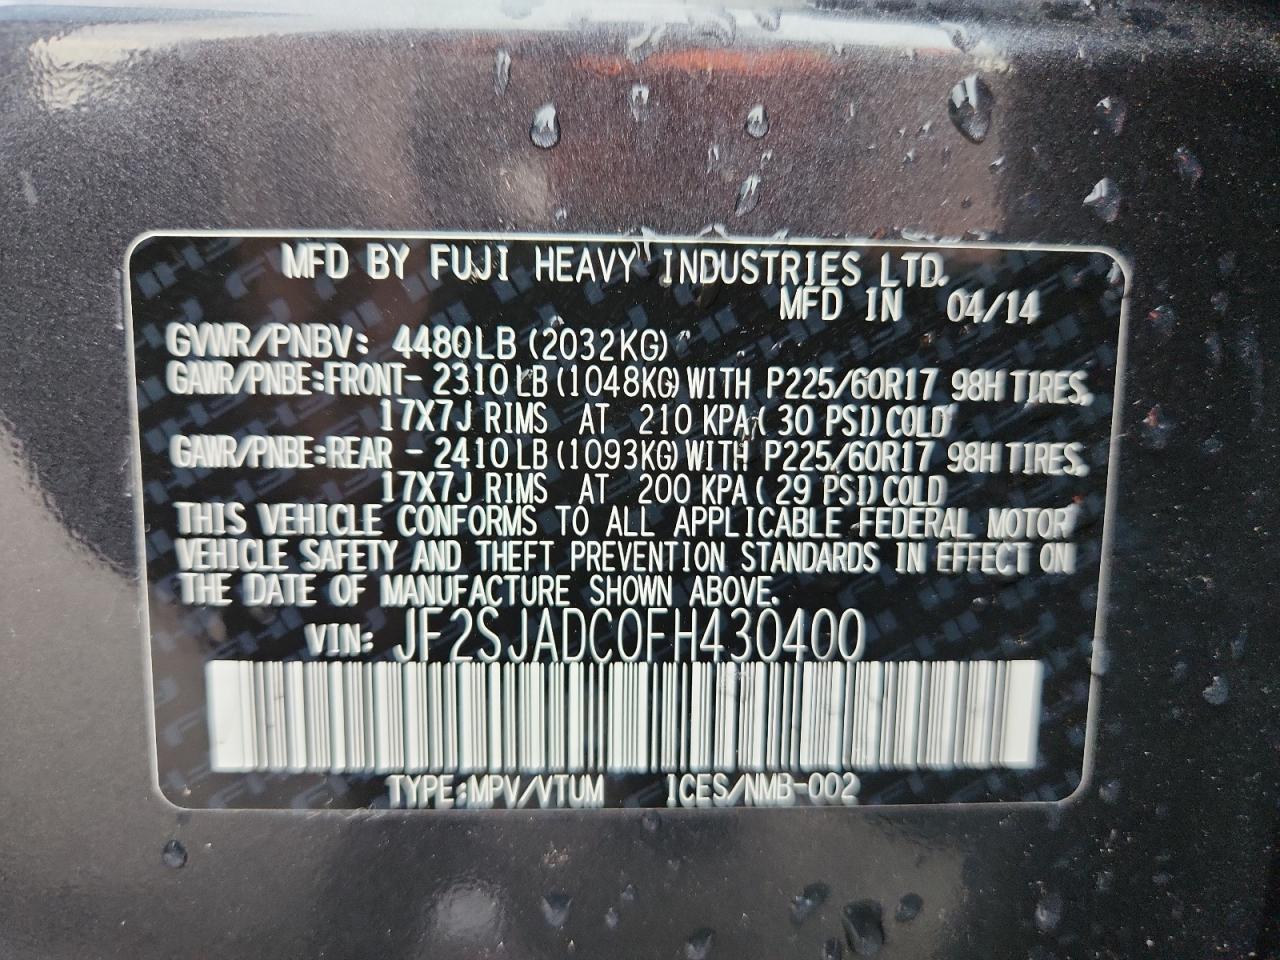 MFD BY FUJI HEAVY INDUSTRIES LTD.
MFD IN 04/14
GVWR/PNBV: 4480LB (2032KG)
GAWR/PNBE:FRONT- 2310LB (1048KG) WITH P225/60R17 98H TIRES,
17X7J RIMS AT 210 KPA ( 30 PSI) COLD
GAWR/PNBE:REAR - 2410LB (1093KG) WITH P225/60R17 98H TIRES,
17X7J RIMS AT 200 KPA ( 29 PSI) COLD
THIS VEHICLE CONFORMS TO ALL APPLICABLE FEDERAL MOTOR
VEHICLE SAFETY AND THEFT PREVENTION STANDARDS IN EFFECT ON
THE DATE OF MANUFACTURE SHOWN ABOVE.
VIN: JF2SJADC0FH430400
TYPE:MPV/VTUM ICES/NMB-002